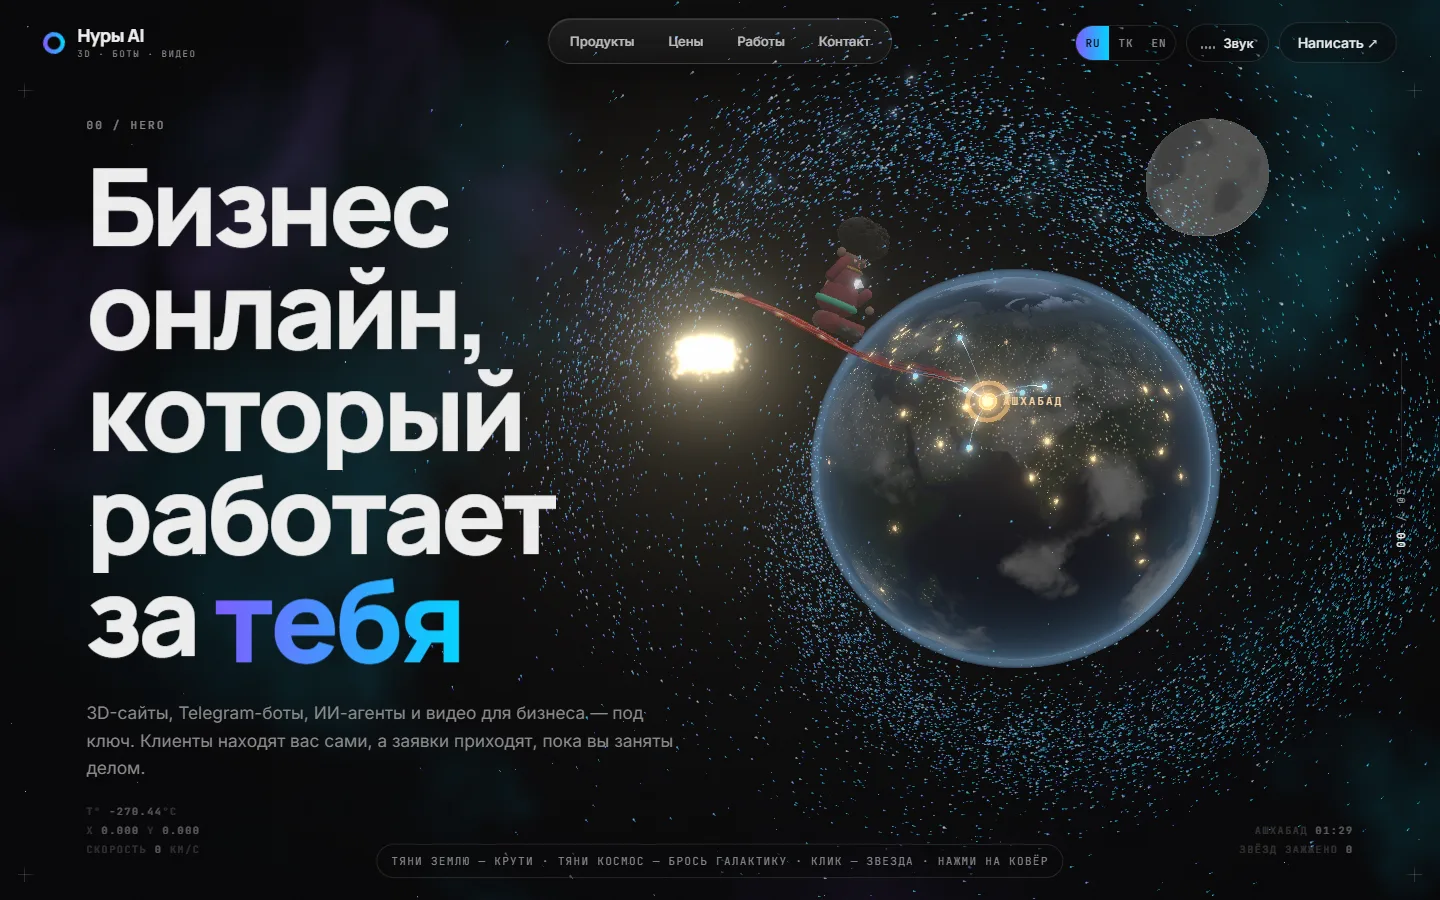 Нуры AI
3D · БОТЫ · ВИДЕО
Продукты Цены Работы Контакт
RU TK EN
Звук
Написать ↗
00 / HERO
Бизнес
онлайн,
который
работает
за тебя
АШХАБАД
00 / 05
3D-сайты, Telegram-боты, ИИ-агенты и видео для бизнеса — под
ключ. Клиенты находят вас сами, а заявки приходят, пока вы заняты
делом.
T° -270.44°C
X 0.000 Y 0.000
СКОРОСТЬ 0 КМ/С
ТЯНИ ЗЕМЛЮ — КРУТИ · ТЯНИ КОСМОС — БРОСЬ ГАЛАКТИКУ · КЛИК — ЗВЕЗДА · НАЖМИ НА КОВЁР
АШХАБАД 01:29
ЗВЁЗД ЗАЖЖЕНО 0